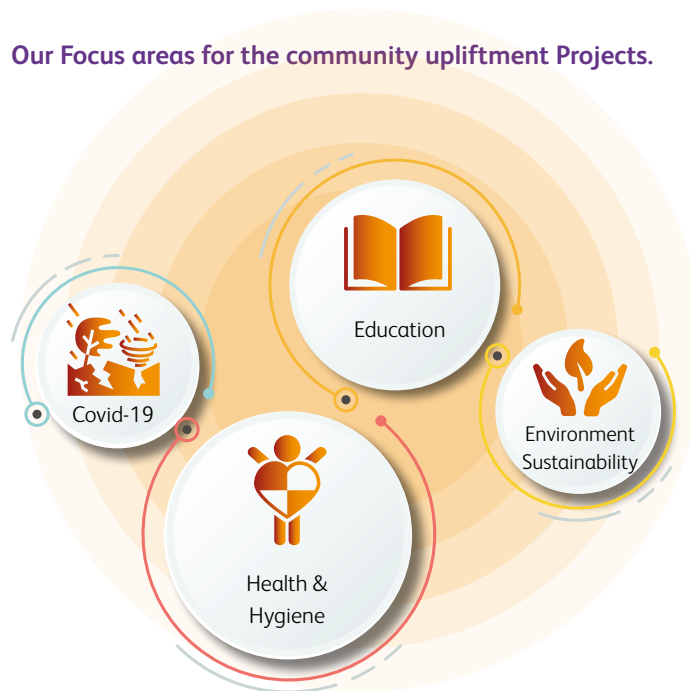 Our Focus areas for the community upliftment Projects.
Education
Covid-19
Environment
Sustainability
Health &
Hygiene